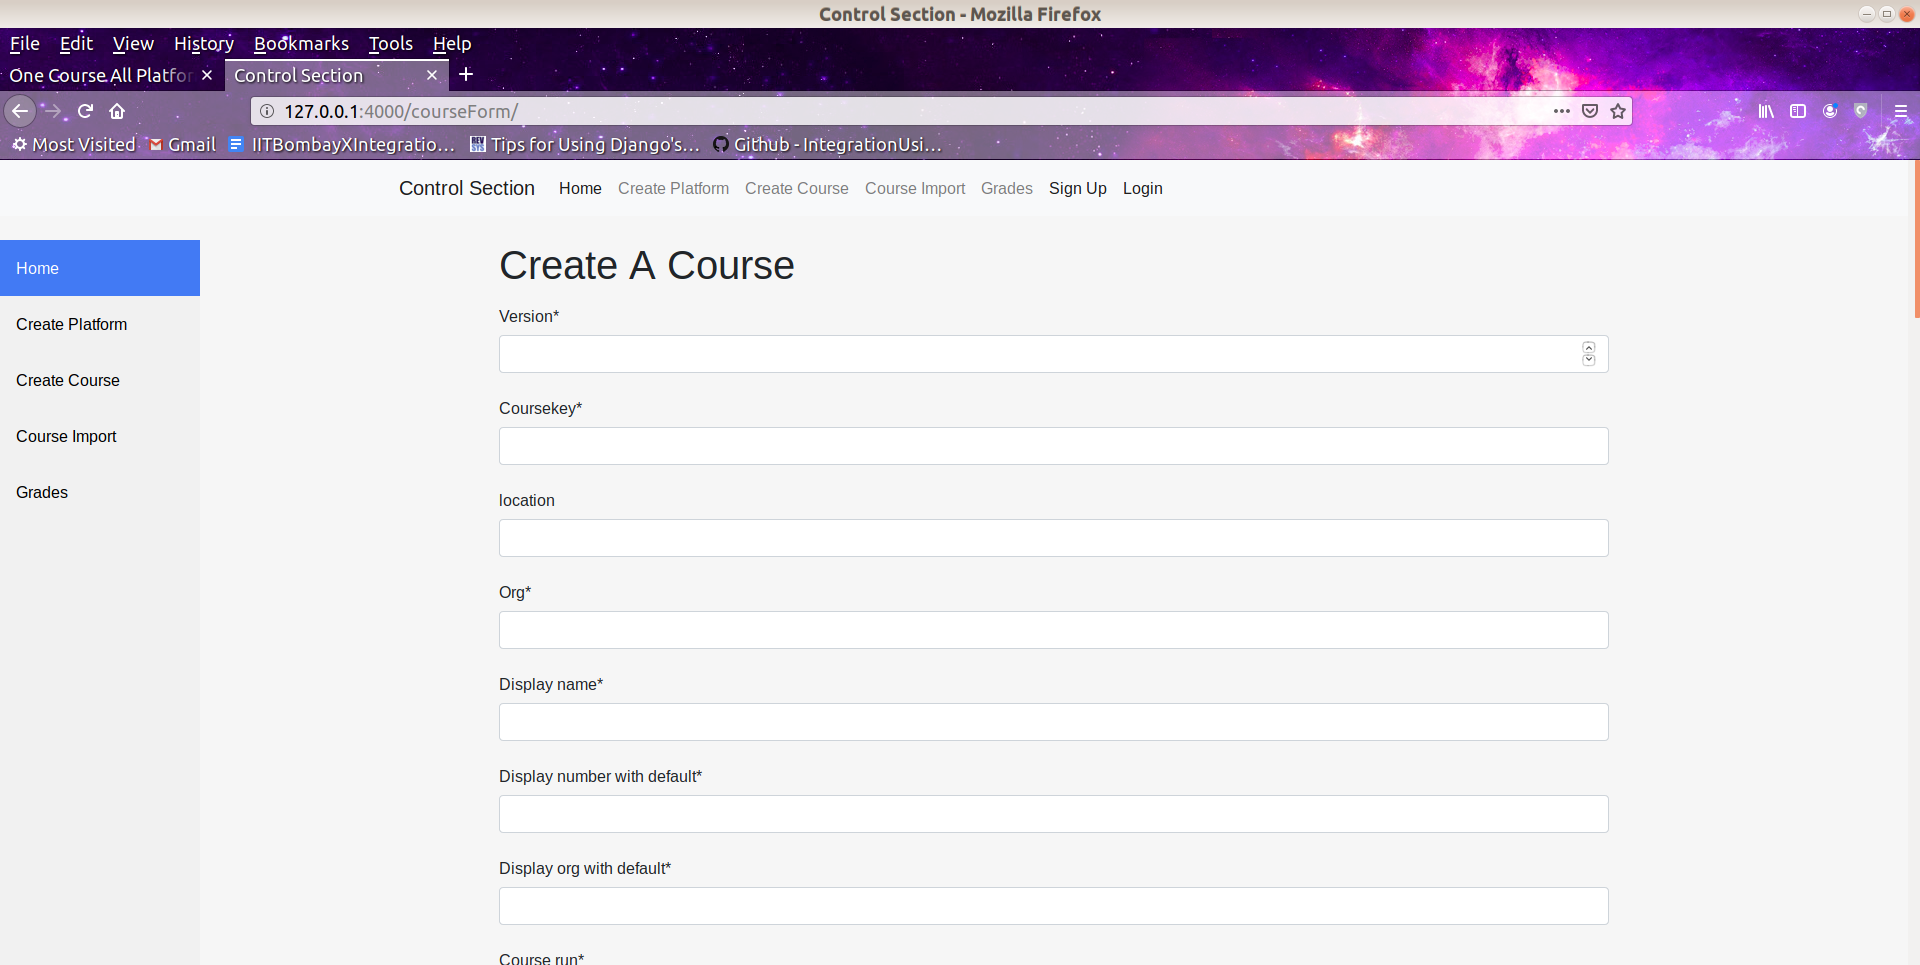 Control Section - Mozilla Firefox
File Edit View History Bookmarks Tools Help
One Course All Platfor Control Section
127.0.0.1:4000/courseForm/
Most Visited Gmail IITBombayXIntegratio... Tips for Using Django's... Github - IntegrationUsi...
Control Section Home Create Platform Create Course Course Import Grades Sign Up Login
Home
Create Platform
Create Course
Course Import
Grades
Create A Course
Version*
Coursekey*
location
Org*
Display name*
Display number with default*
Display org with default*
Course run*